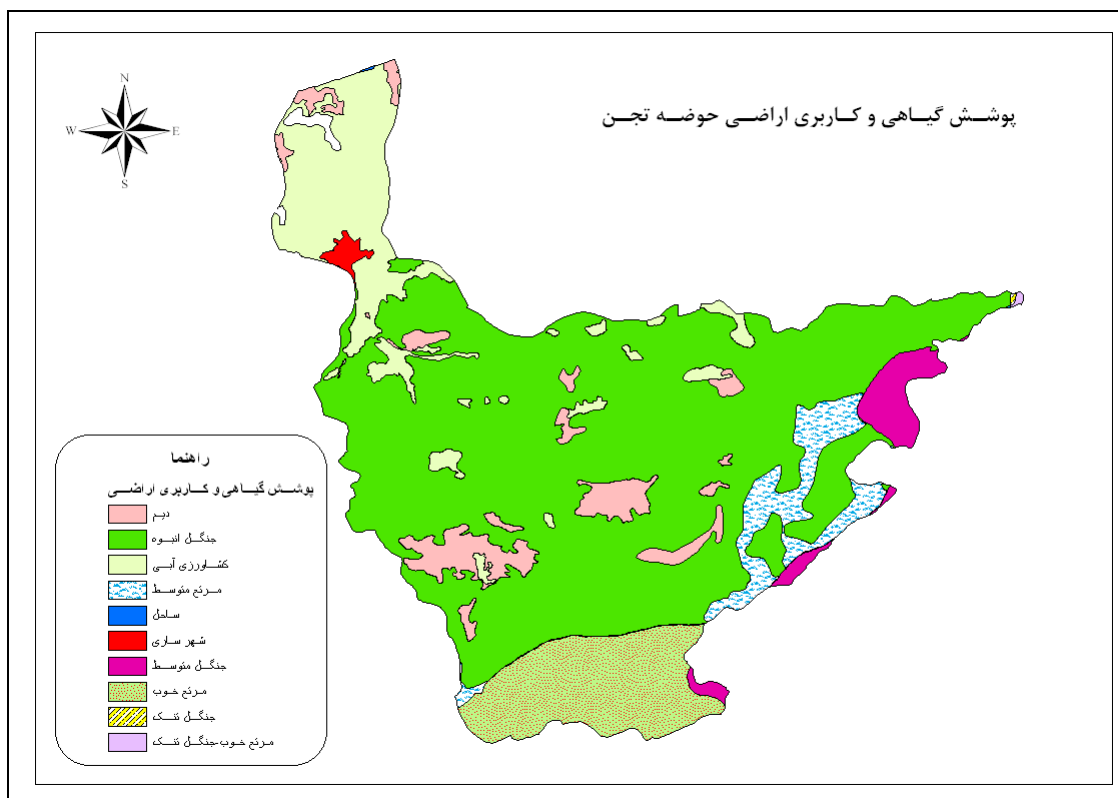 پوشش گیاهی و کاربری اراضی حوضه تجن
N
W
E
S
راهنما
پوشش گیاهی و کاربری اراضی
دیم
جنگل انبوه
کشاورزی آبی
مرتع متوسط
ساحل
شهر ساری
جنگل متوسط
مرتع خوب
جنگل تنک
مرتع خوب-جنگل تنک